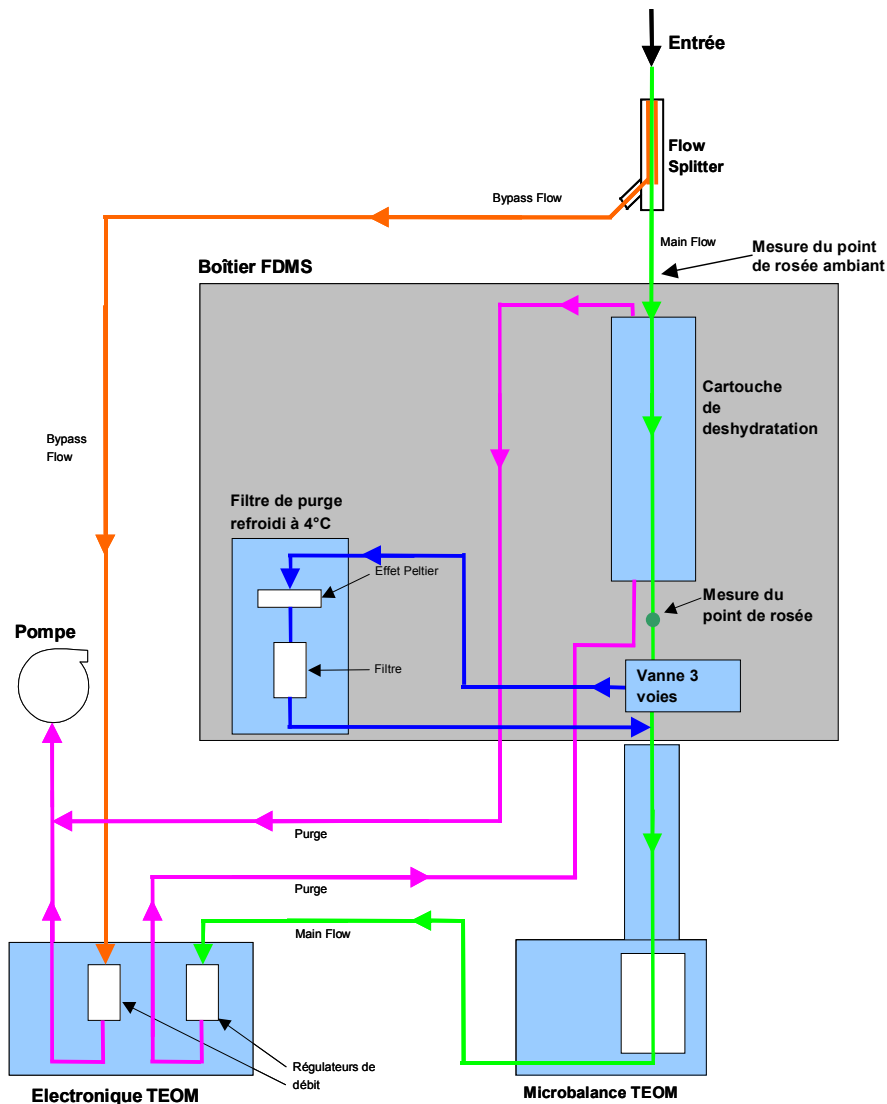 Entrée
Flow
Splitter
Bypass Flow
Main Flow
Mesure du point
de rosée ambiant
Boîtier FDMS
Cartouche
de
deshydratation
Bypass
Flow
Filtre de purge
refroidi à 4°C
Effet Peltier
Mesure du
point de rosée
Pompe
Filtre
Vanne 3
voies
Purge
Purge
Main Flow
Régulateurs de
débit
Electronique TEOM
Microbalance TEOM